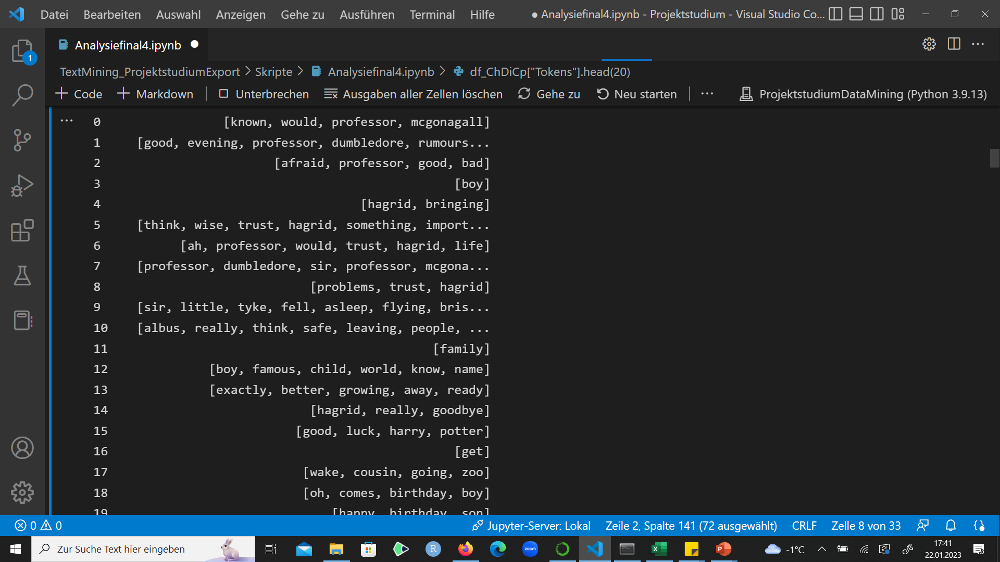 Datei Bearbeiten Auswahl Anzeigen Gehe zu Ausführen Terminal Hilfe ● Analysiefinal4.ipynb - Projektstudium - Visual Studio Co...
1
Analysiefinal4.ipynb
TextMining_ProjektstudiumExport > Skripte > Analysiefinal4.ipynb > df_ChDiCp["Tokens"].head(20)
+ Code + Markdown | Unterbrechen Ausgaben aller Zellen löschen Gehe zu Neu starten | ... ProjektstudiumDataMining (Python 3.9.13)
... 0 [known, would, professor, mcgonagall]
1 [good, evening, professor, dumbledore, rumours...
2 [afraid, professor, good, bad]
3 [boy]
4 [hagrid, bringing]
5 [think, wise, trust, hagrid, something, import...
6 [ah, professor, would, trust, hagrid, life]
7 [professor, dumbledore, sir, professor, mcgona...
8 [problems, trust, hagrid]
9 [sir, little, tyke, fell, asleep, flying, bris...
10 [albus, really, think, safe, leaving, people, ...
11 [family]
12 [boy, famous, child, world, know, name]
13 [exactly, better, growing, away, ready]
14 [hagrid, really, goodbye]
15 [good, luck, harry, potter]
16 [get]
17 [wake, cousin, going, zoo]
18 [oh, comes, birthday, boy]
19 [happy, birthday, son]
0 0 Jupyter-Server: Lokal Zeile 2, Spalte 141 (72 ausgewählt) CRLF Zelle 8 von 33
Zur Suche Text hier eingeben R zoom -1°C 17:41
22.01.2023